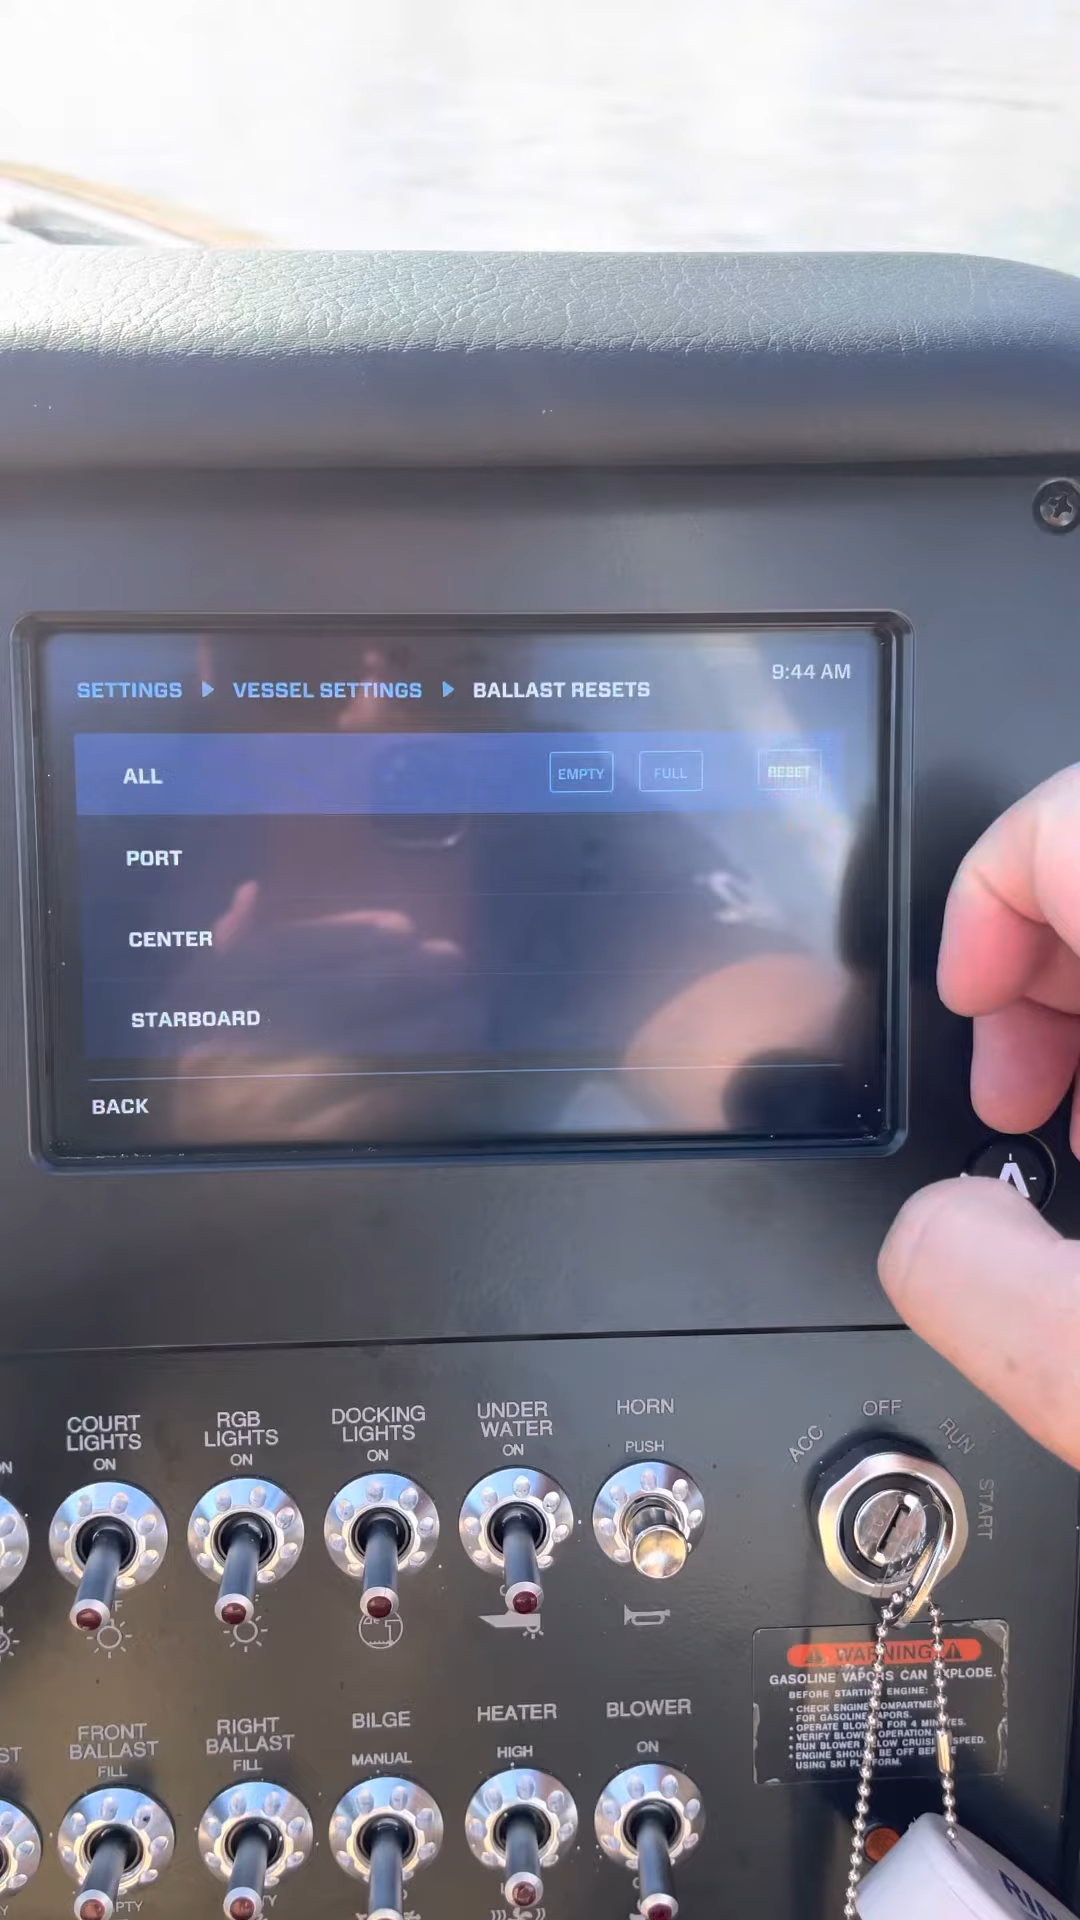 9:44 AM
SETTINGS ▶ VESSEL SETTINGS ▶ BALLAST RESETS
ALL EMPTY FULL RESET
PORT
CENTER
STARBOARD
BACK
COURT LIGHTS
ON
RGB LIGHTS
ON
DOCKING LIGHTS
ON
UNDER WATER
ON
HORN
PUSH
ACC OFF RUN START
WARNING
GASOLINE VAPORS CAN EXPLODE.
BEFORE STARTING ENGINE:
• CHECK ENGINE COMPARTMENT
FOR GASOLINE VAPORS.
• OPERATE BLOWER FOR 4 MINUTES.
• VERIFY BLOWER OPERATION.
• RUN BLOWER BELOW CRUISING SPEED.
• ENGINE SHOULD BE OFF BEFORE
USING SKI PLATFORM.
FRONT BALLAST
FILL
RIGHT BALLAST
FILL
BILGE
MANUAL
HEATER
HIGH
BLOWER
ON